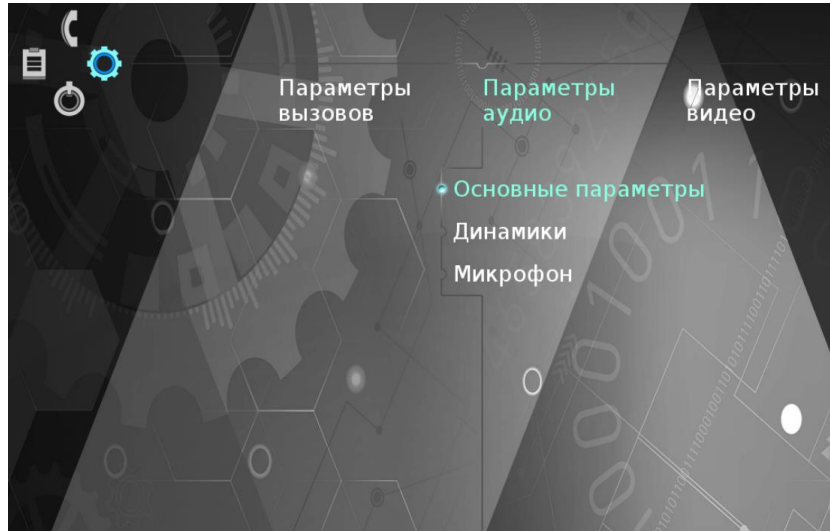 Параметры
вызовов
Параметры
аудио
Параметры
видео
Основные параметры
Динамики
Микрофон